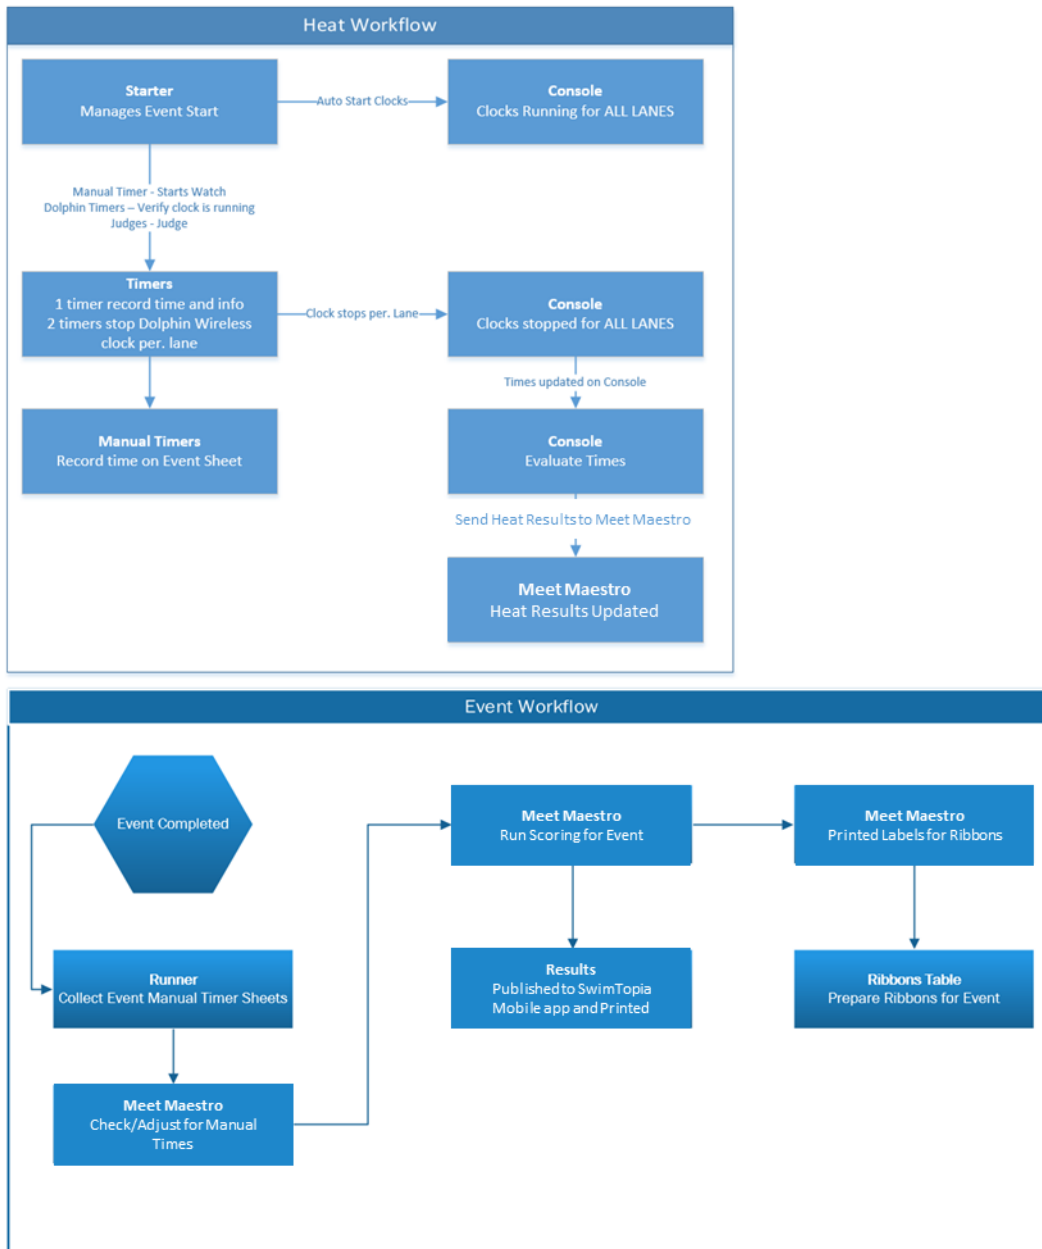 Heat Workflow
Starter
Manages Event Start
Auto Start Clocks
Console
Clocks Running for ALL LANES
Manual Timer - Starts Watch
Dolphin Timers – Verify clock is running
Judges - Judge
Timers
1 timer record time and info
2 timers stop Dolphin Wireless
clock per. lane
Clock stops per. Lane
Console
Clocks stopped for ALL LANES
Times updated on Console
Manual Timers
Record time on Event Sheet
Console
Evaluate Times
Send Heat Results to Meet Maestro
Meet Maestro
Heat Results Updated
Event Workflow
Event Completed
Runner
Collect Event Manual Timer Sheets
Meet Maestro
Check/Adjust for Manual
Times
Meet Maestro
Run Scoring for Event
Results
Published to SwimTopia
Mobile app and Printed
Meet Maestro
Printed Labels for Ribbons
Ribbons Table
Prepare Ribbons for Event